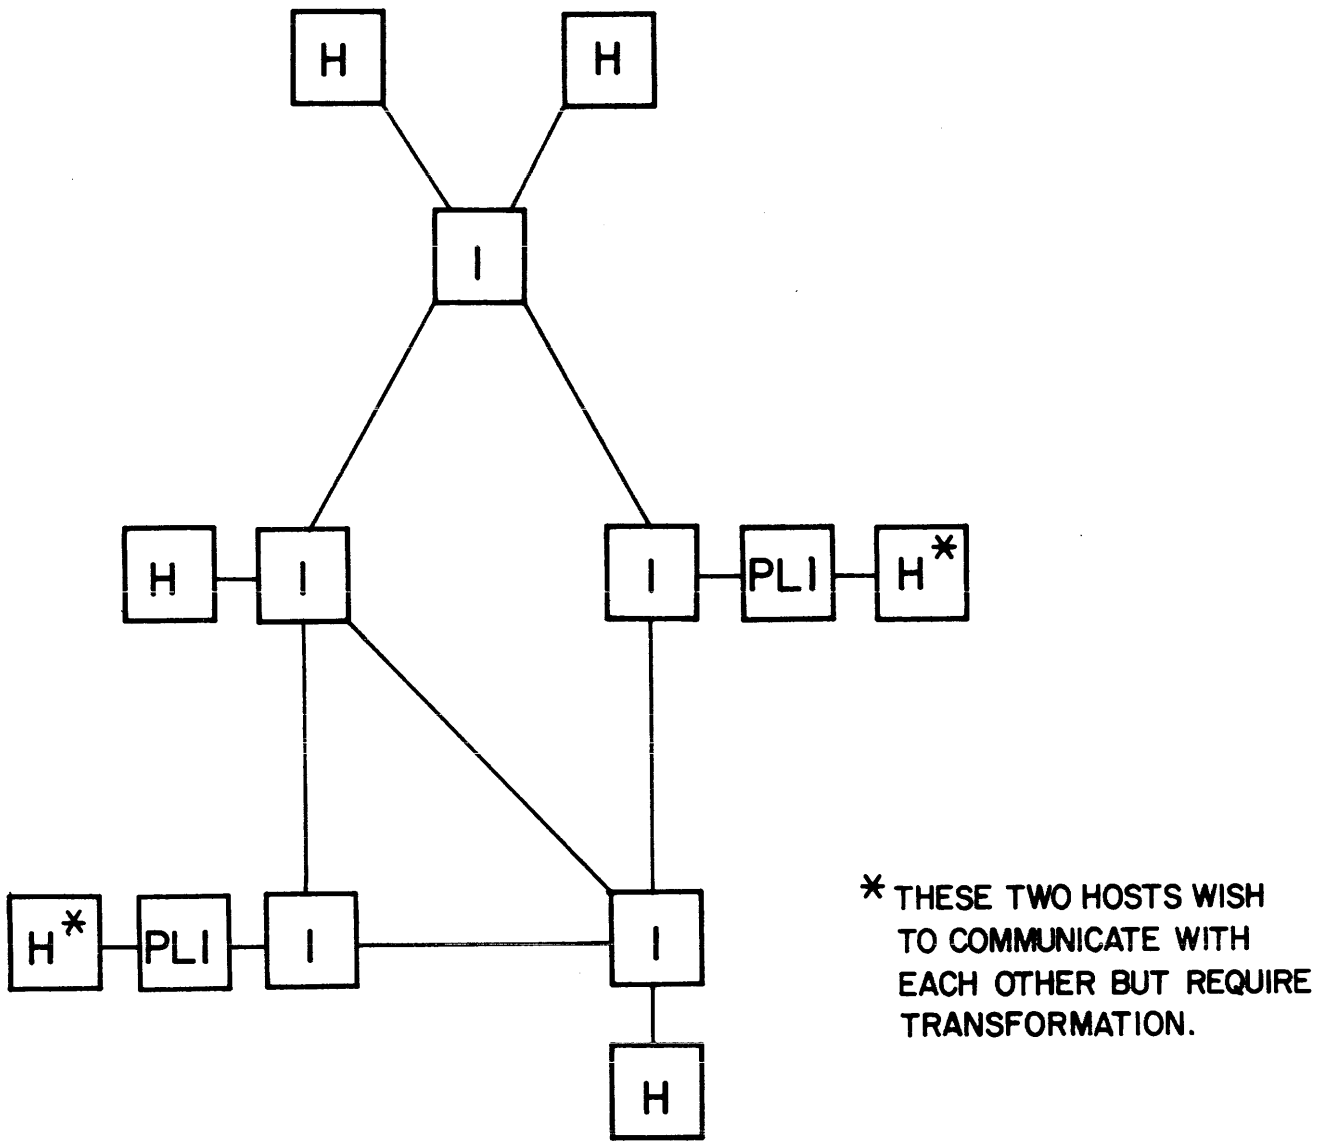 H
H
I
H
I
I
PLI
H*
H*
PLI
I
I
H
* THESE TWO HOSTS WISH
TO COMMUNICATE WITH
EACH OTHER BUT REQUIRE
TRANSFORMATION.